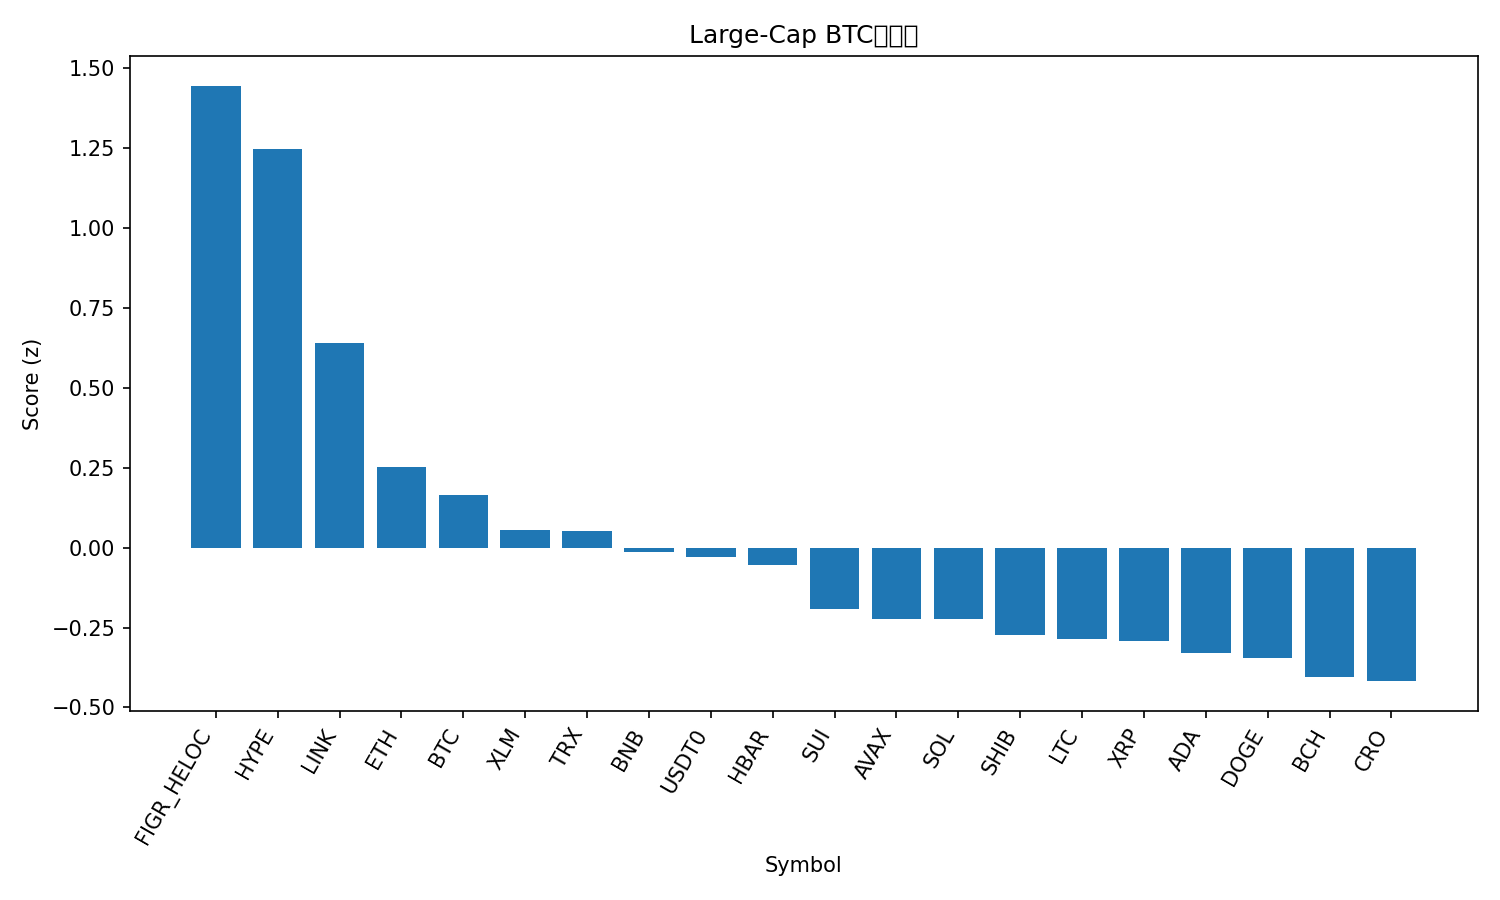 Large-Cap BTC
1.50
1.25
1.00
0.75
0.50
0.25
0.00
−0.25
−0.50
Score (z)
FIGR_HELOC
HYPE
LINK
ETH
BTC
XLM
TRX
BNB
USDT0
HBAR
SUI
AVAX
SOL
SHIB
LTC
XRP
ADA
DOGE
BCH
CRO
Symbol